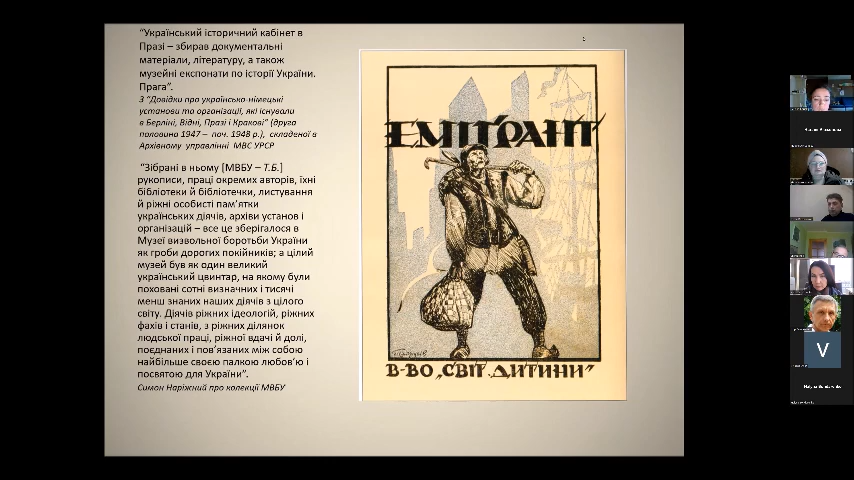 “Український історичний кабінет в
Празі – збирав документальні
матеріали, літературу, а також
музейні експонати по історії України.
Прага”.
З “Довідки про українсько-німецькі
установи та організації, які існували
в Берліні, Відні, Празі і Кракові” (друга
половина 1947 – поч. 1948 р.), складеної в
Архівному управлінні МВС УРСР
“Зібрані в ньому [МВБУ – Т.Б.]
рукописи, праці окремих авторів, їхні
бібліотеки й бібліотечки, листування
й ріжні особисті пам’ятки
українських діячів, архіви установ і
організацій – все це зберігалося в
Музеї визвольної боротьби України
як гроби дорогих покійників; а цілий
музей був як один великий
український цвинтар, на якому були
поховані сотні визначних і тисячі
менш знаних наших діячів з цілого
світу. Діячів ріжних ідеологій, ріжних
фахів і станів, з ріжних ділянок
людської праці, ріжної вдачі й долі,
поєднаних і пов’язаних між собою
найбільше своєю палкою любов’ю і
посвятою для України”.
Симон Наріжний про колекції МВБУ
ЕМІҐРАНТ
В-ВО „СВІТ ДИТИНИ”
V